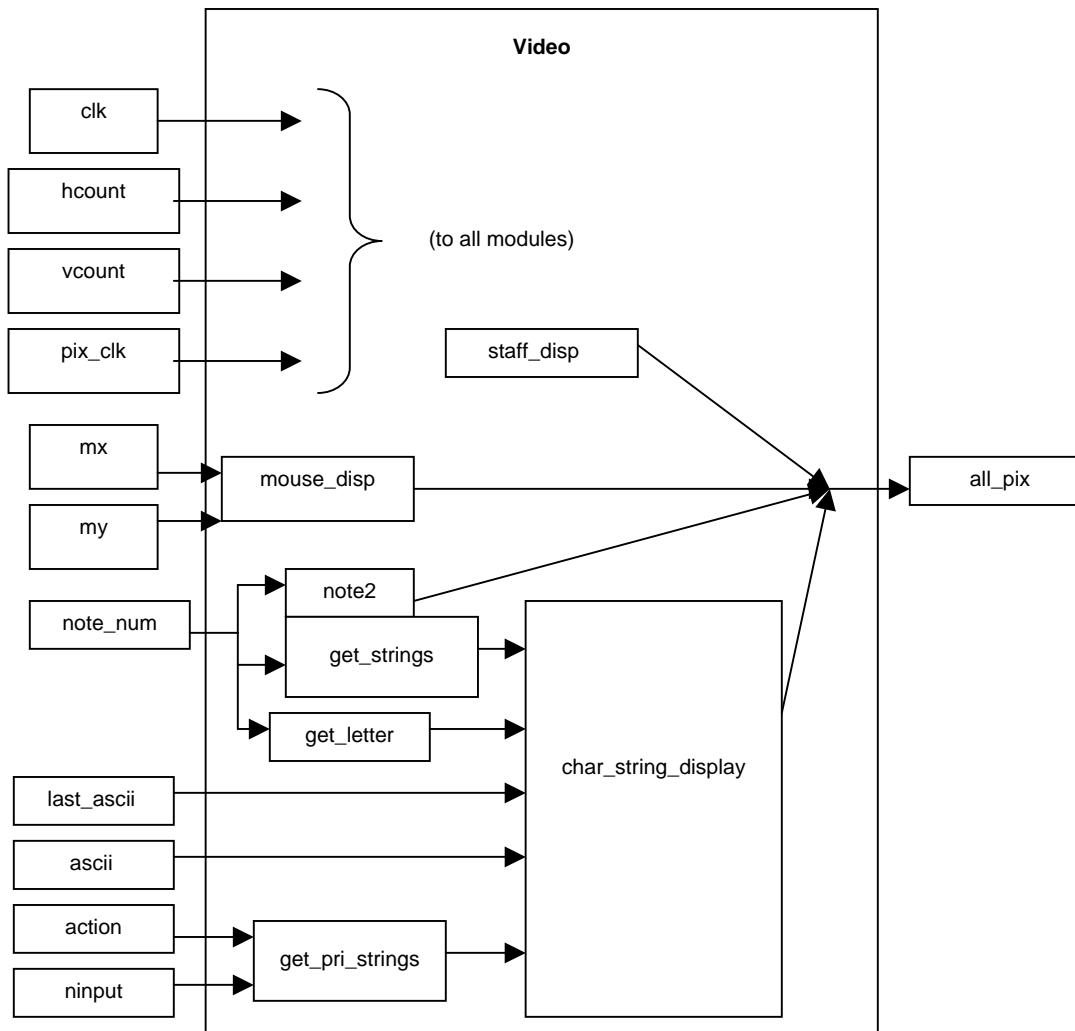 Video
clk
hcount
(to all modules)
vcount
pix_clk
staff_disp
mx
mouse_disp
all_pix
my
note2
note_num
get_strings
get_letter
char_string_display
last_ascii
ascii
action
get_pri_strings
ninput